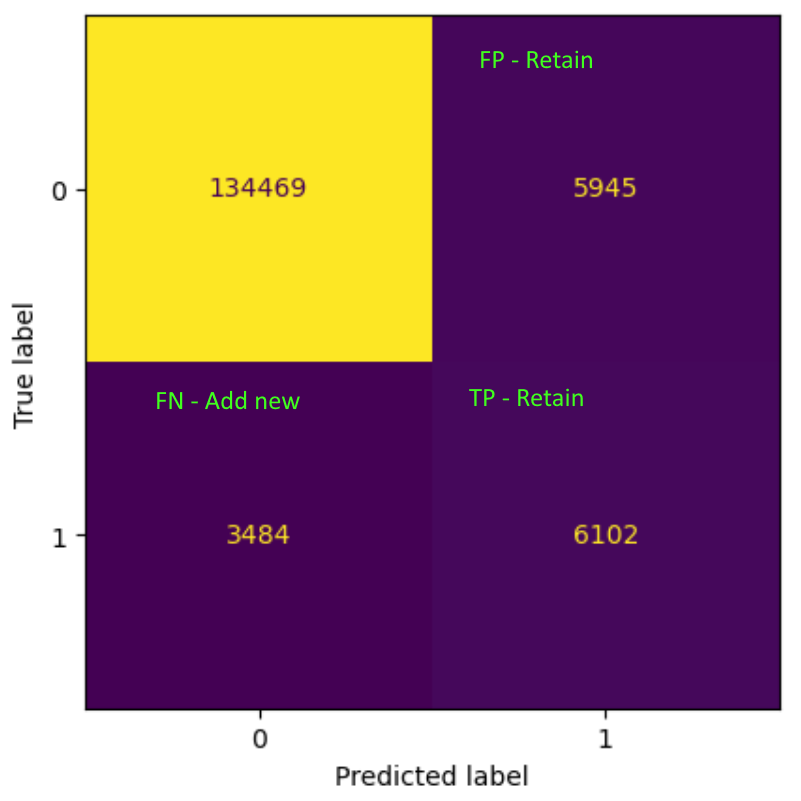 FP - Retain
0
134469
5945
True label
FN - Add new
TP - Retain
1
3484
6102
0
1
Predicted label